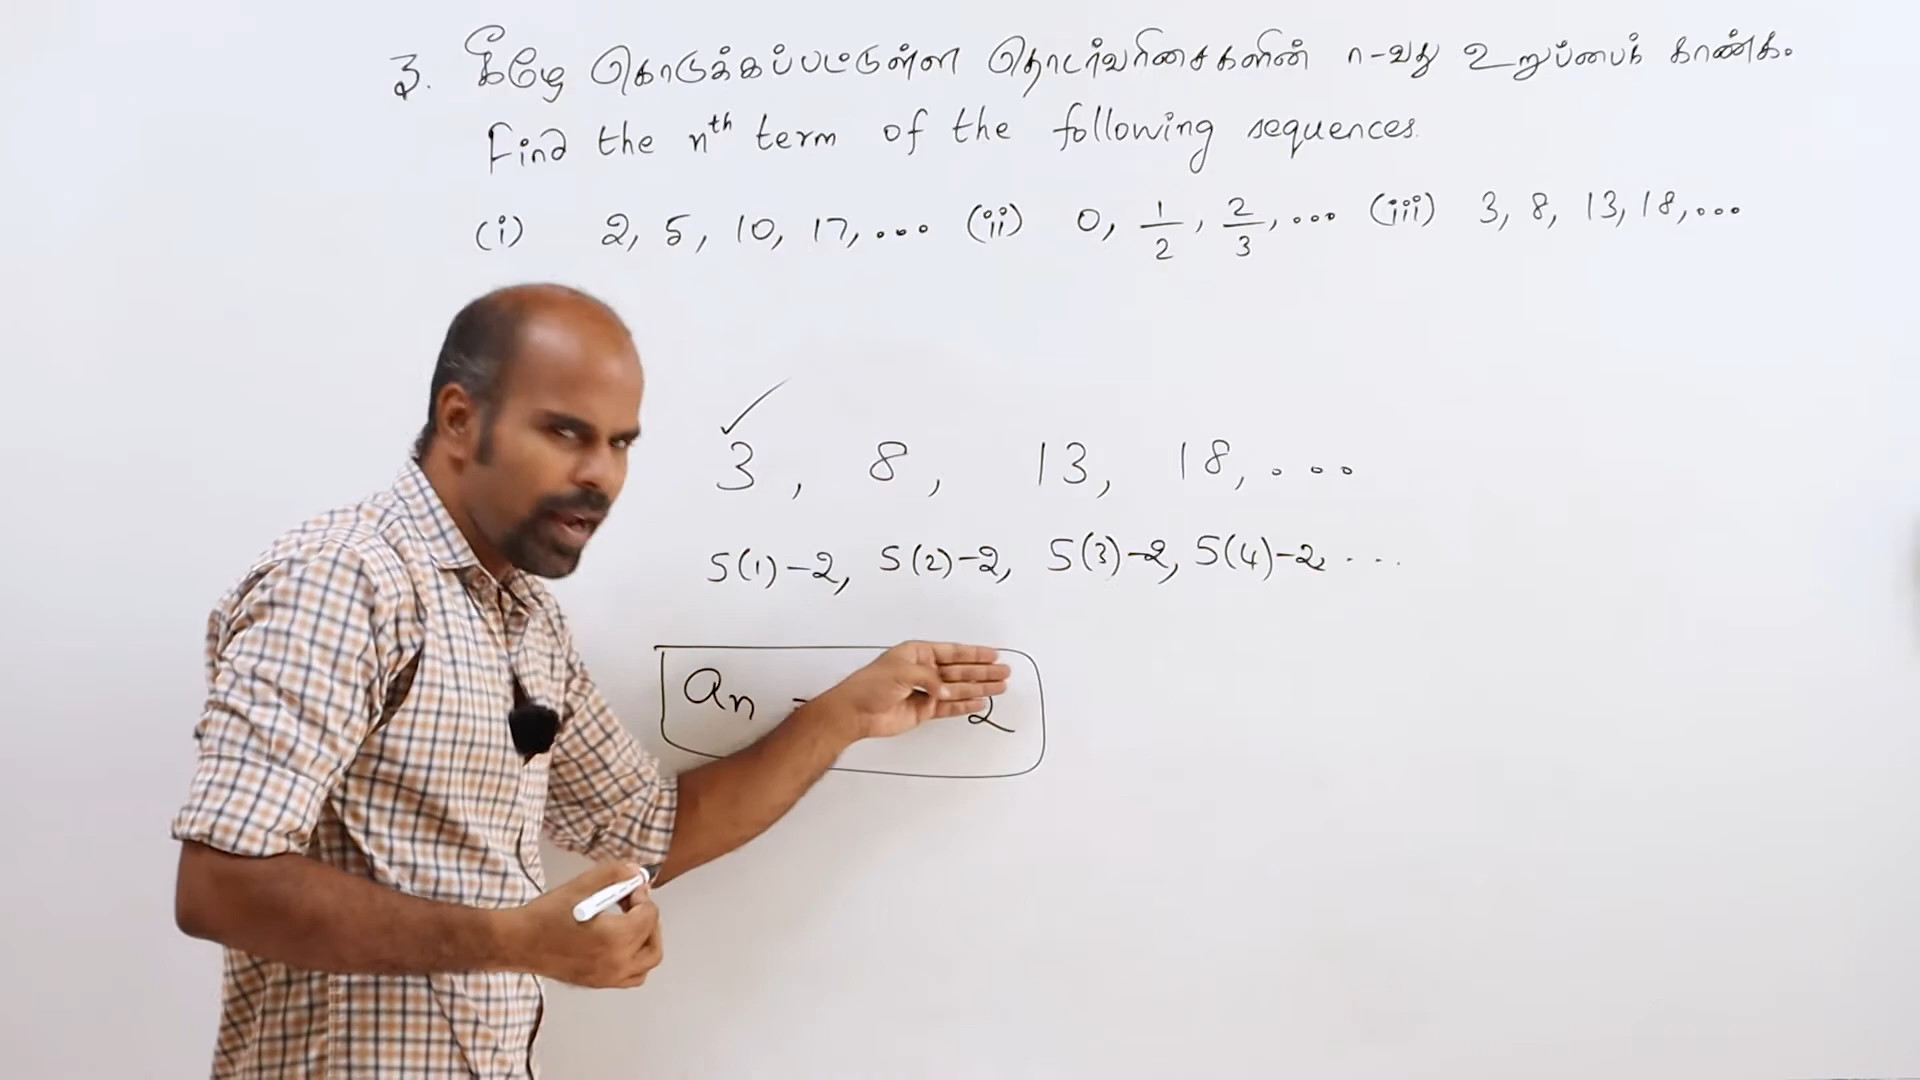 3. கீழே கொடுக்கப்பட்டுள்ள தொடர்வரிசைகளின் n-வது உறுப்பைக் காண்க.
Find the nth term of the following sequences.
(i) 2, 5, 10, 17, ... (ii) 0, 1/2, 2/3, ... (iii) 3, 8, 13, 18, ...
3, 8, 13, 18, ...
5(1)-2, 5(2)-2, 5(3)-2, 5(4)-2, ...
an = 2